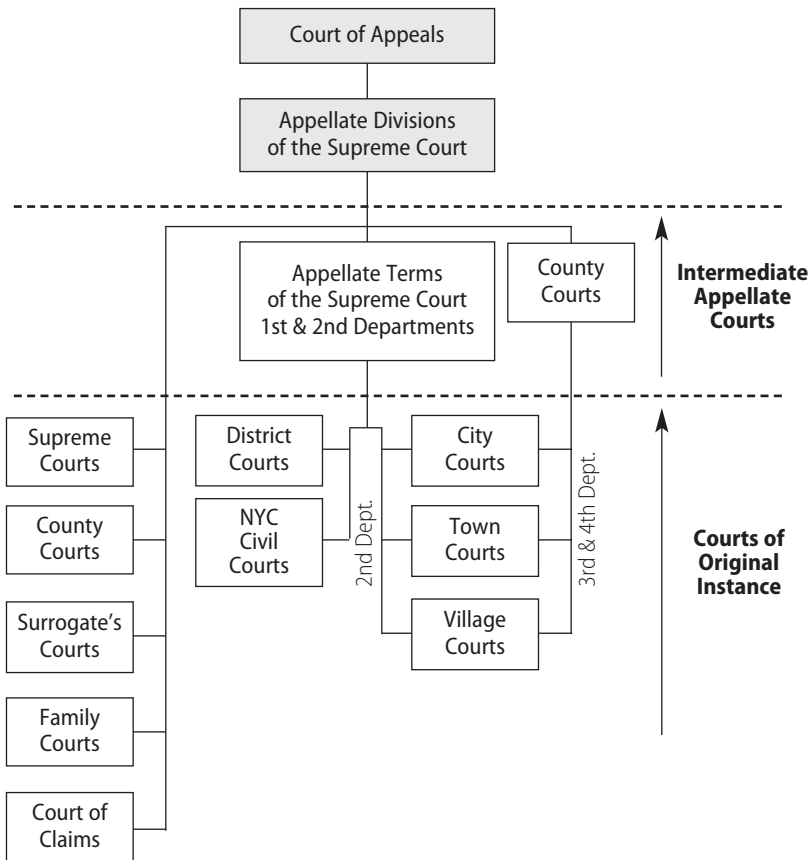 Court of Appeals
Appellate Divisions
of the Supreme Court
Appellate Terms
of the Supreme Court
1st & 2nd Departments
County
Courts
Intermediate
Appellate
Courts
Supreme
Courts
County
Courts
Surrogate's
Courts
Family
Courts
Court of
Claims
District
Courts
NYC
Civil
Courts
2nd Dept.
City
Courts
Town
Courts
Village
Courts
3rd & 4th Dept.
Courts of
Original
Instance